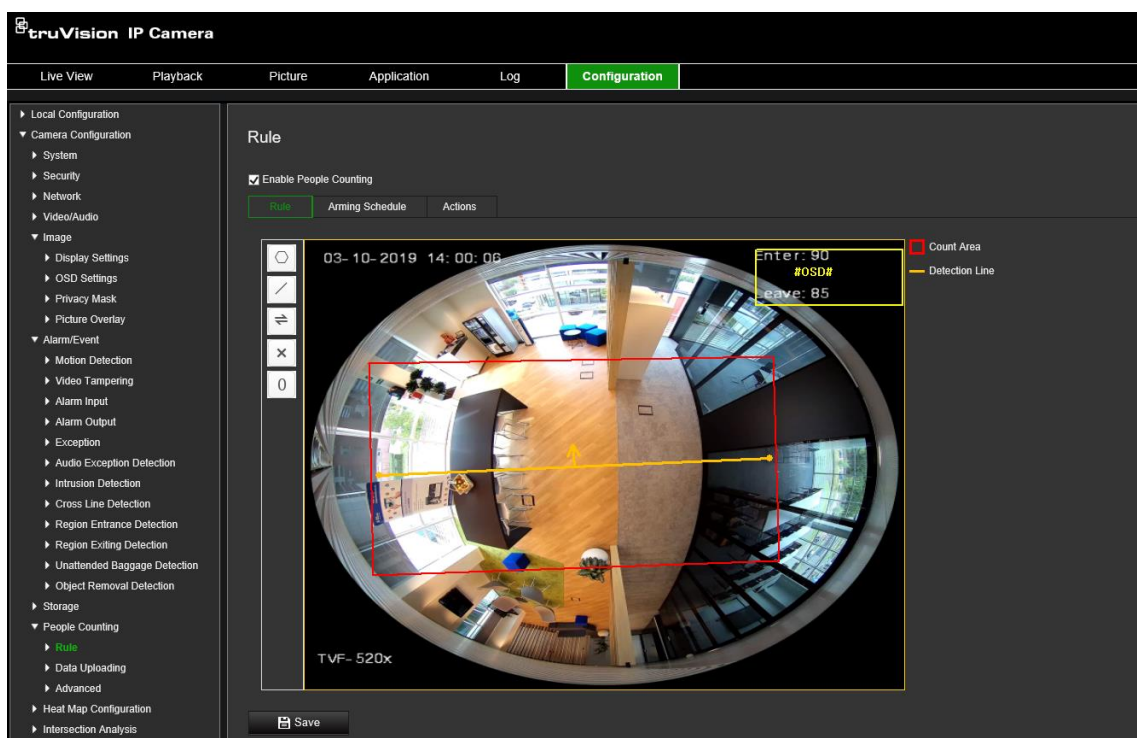 truVision IP Camera
Live View Playback Picture Application Log Configuration
Local Configuration
Camera Configuration
System
Security
Network
Video/Audio
Image
Display Settings
OSD Settings
Privacy Mask
Picture Overlay
Alarm/Event
Motion Detection
Video Tampering
Alarm Input
Alarm Output
Exception
Audio Exception Detection
Intrusion Detection
Cross Line Detection
Region Entrance Detection
Region Exiting Detection
Unattended Baggage Detection
Object Removal Detection
Storage
People Counting
Rule
Data Uploading
Advanced
Heat Map Configuration
Intersection Analysis
Rule
Enable People Counting
Rule Arming Schedule Actions
0
03-10-2019 14:00:06
Enter: 90
#OSD#
Leave: 85
TVF-520x
Count Area
Detection Line
Save